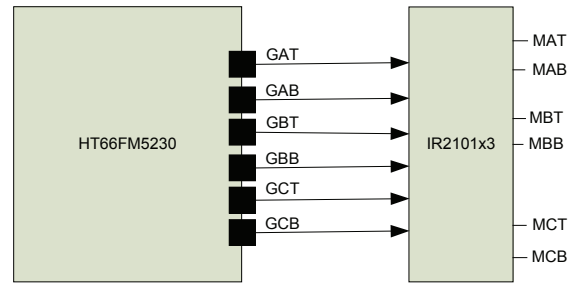 HT66FM5230
GAT
GAB
GBT
GBB
GCT
GCB
IR2101x3
MAT
MAB
MBT
MBB
MCT
MCB